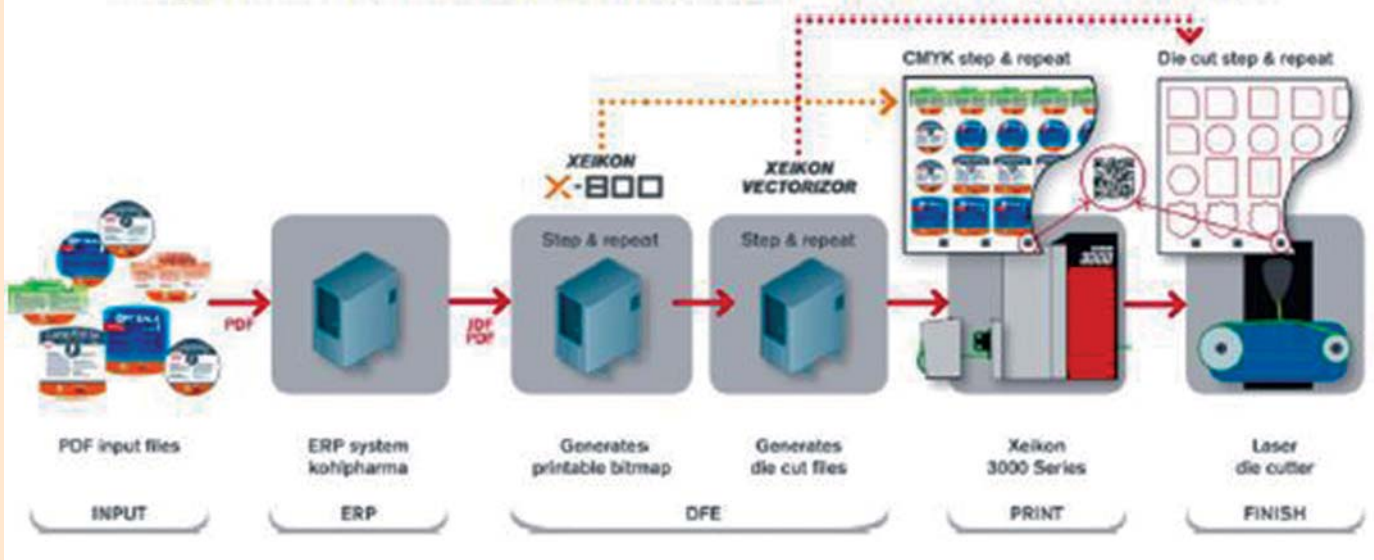 CMYK step & repeat
Die cut step & repeat
XEIKON
X-800
XEIKON
VECTORIZOR
Step & repeat
Step & repeat
3000
PDF
JDF
PDF
PDF input files
ERP system
kohlpharma
Generates
printable bitmap
Generates
die cut files
Xeikon
3000 Series
Laser
die cutter
INPUT
ERP
DFE
PRINT
FINISH